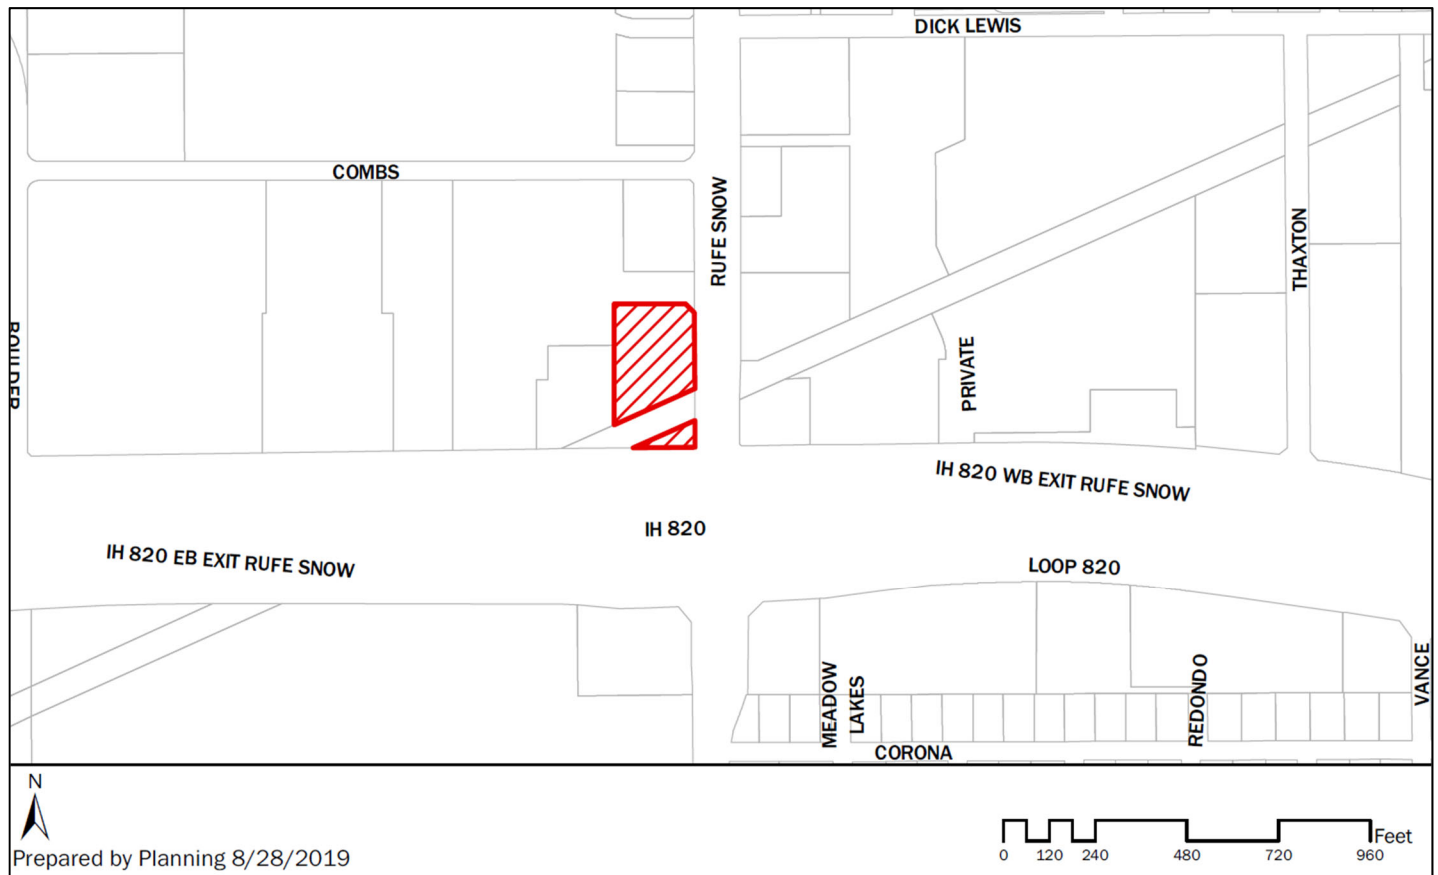 DICK LEWIS
COMBS
RUFE SNOW
THAXTON
BOULDER
PRIVATE
IH 820 WB EXIT RUFE SNOW
IH 820
IH 820 EB EXIT RUFE SNOW
LOOP 820
MEADOW
LAKES
REDONDO
VANCE
CORONA
N
Prepared by Planning 8/28/2019
Feet
0 120 240 480 720 960